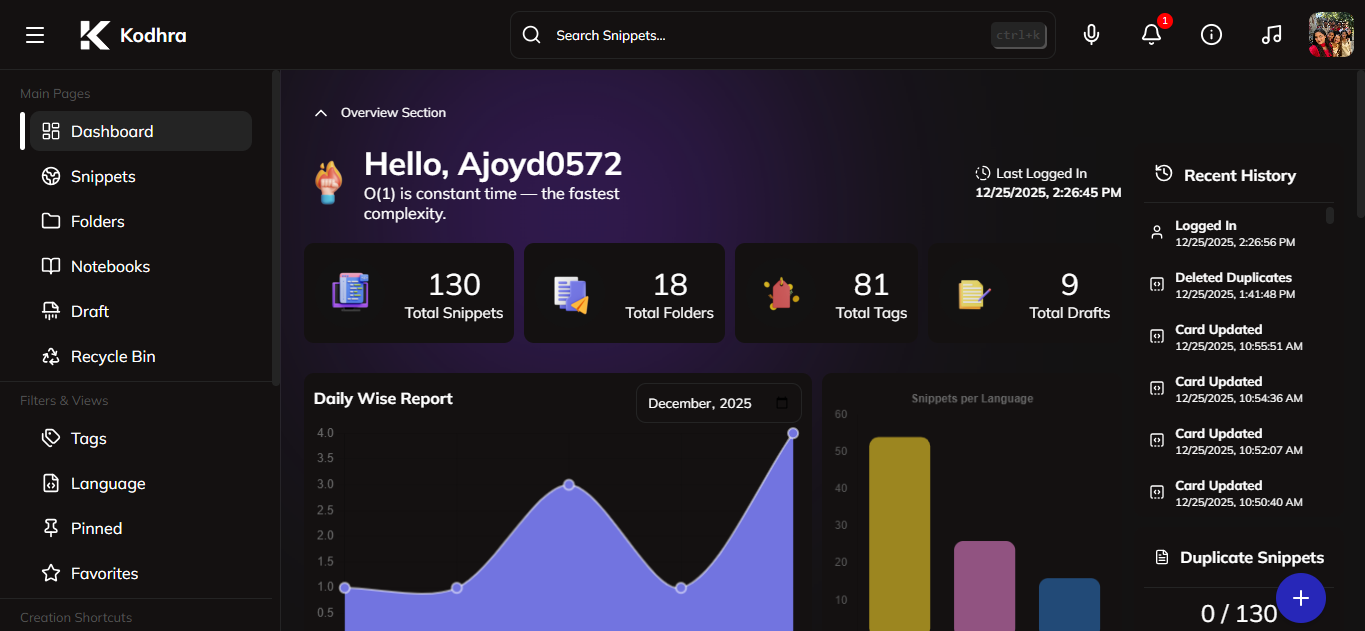 Kodhra
Search Snippets...
ctrl+k
1
Main Pages
Dashboard
Snippets
Folders
Notebooks
Draft
Recycle Bin
Filters & Views
Tags
Language
Pinned
Favorites
Creation Shortcuts
Overview Section
Hello, Ajoyd0572
O(1) is constant time — the fastest
complexity.
Last Logged In
12/25/2025, 2:26:45 PM
130
Total Snippets
18
Total Folders
81
Total Tags
9
Total Drafts
Daily Wise Report
December, 2025
4.0
3.5
3.0
2.5
2.0
1.5
1.0
0.5
Snippets per Language
60
50
40
30
20
10
Recent History
Logged In
12/25/2025, 2:26:56 PM
Deleted Duplicates
12/25/2025, 1:41:48 PM
Card Updated
12/25/2025, 10:55:51 AM
Card Updated
12/25/2025, 10:54:36 AM
Card Updated
12/25/2025, 10:52:07 AM
Card Updated
12/25/2025, 10:50:40 AM
Duplicate Snippets
0 / 130